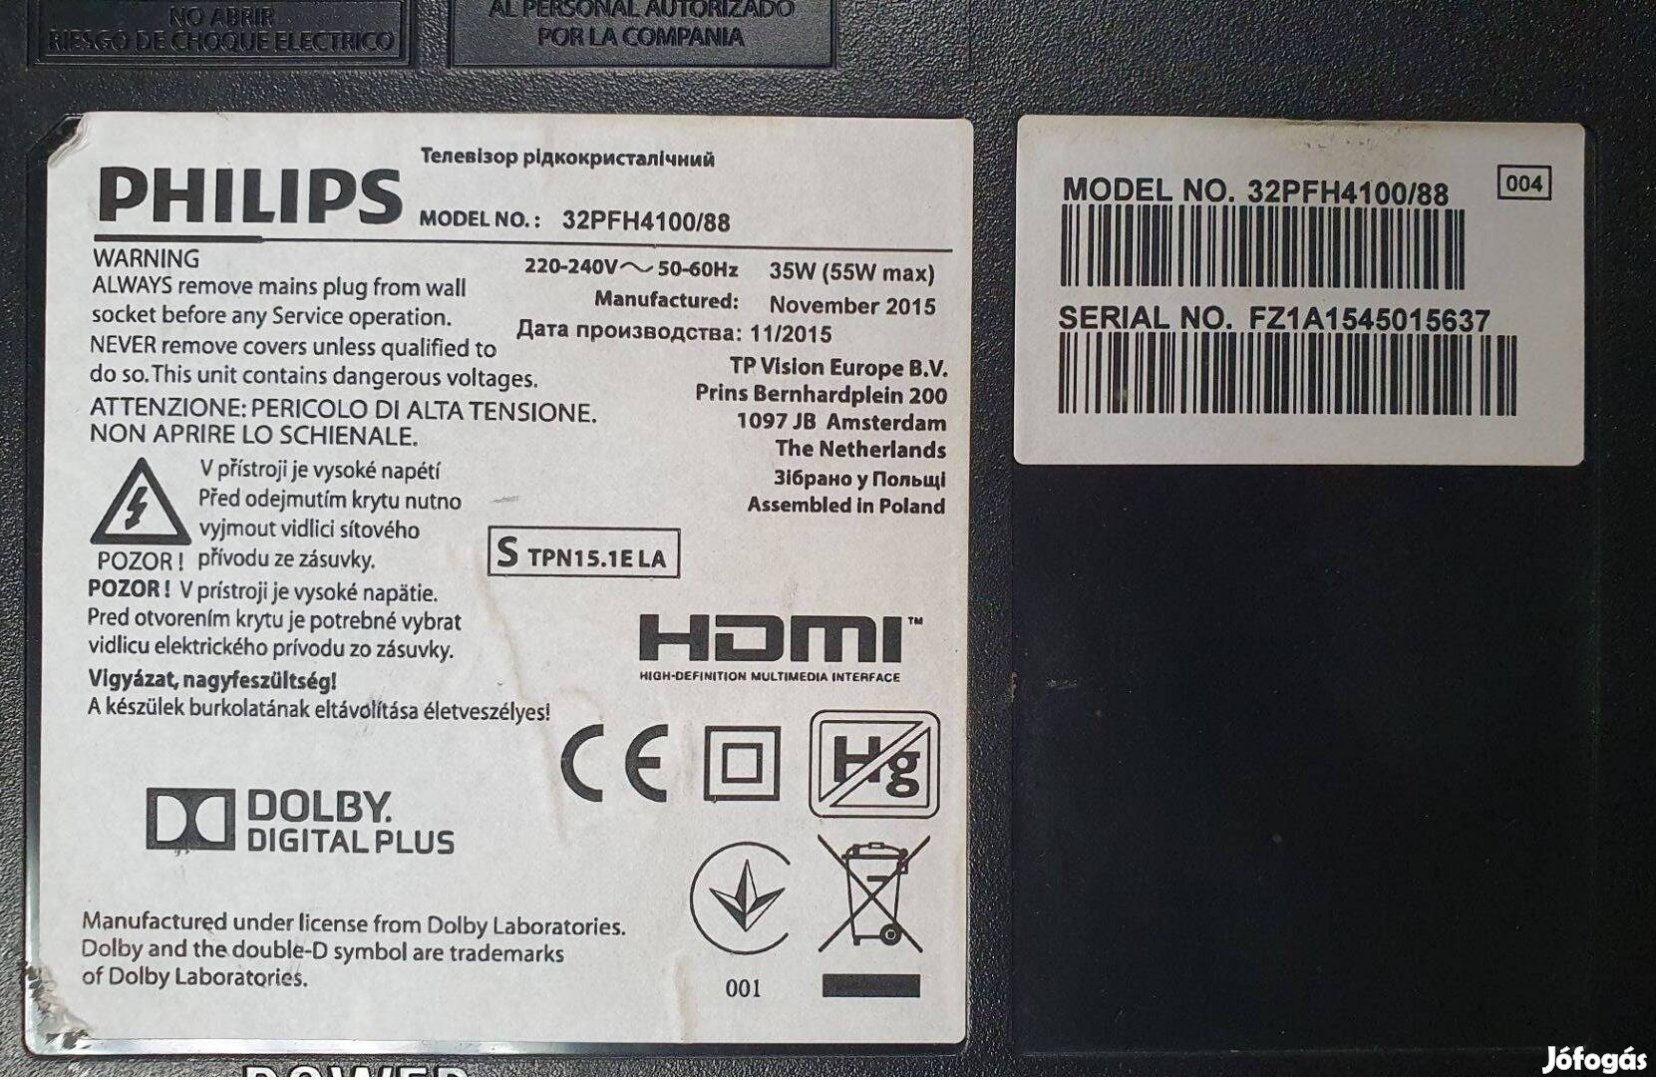 NO ABRIR
RIESGO DE CHOQUE ELECTRICO
AL PERSONAL AUTORIZADO
POR LA COMPANIA
Телевізор рідкокристалічний
PHILIPS
MODEL NO.: 32PFH4100/88
WARNING
ALWAYS remove mains plug from wall
socket before any Service operation.
NEVER remove covers unless qualified to
do so. This unit contains dangerous voltages.
ATTENZIONE: PERICOLO DI ALTA TENSIONE.
NON APRIRE LO SCHIENALE.
220-240V~ 50-60Hz 35W (55W max)
Manufactured: November 2015
Дата производства: 11/2015
TP Vision Europe B.V.
Prins Bernhardplein 200
1097 JB Amsterdam
The Netherlands
Зібрано у Польщі
Assembled in Poland
V přístroji je vysoké napětí
Před odejmutím krytu nutno
vyjmout vidlici síťového
POZOR! přívodu ze zásuvky.
POZOR! V prístroji je vysoké napätie.
Pred otvorením krytu je potrebné vybrat
vidlicu elektrického prívodu zo zásuvky.
Vigyázat, nagyfeszültség!
A készülek burkolatának eltávolítása életveszélyes!
S TPN15.1E LA
HDMI™
HIGH-DEFINITION MULTIMEDIA INTERFACE
CE
Hg
DOLBY.
DIGITAL PLUS
Manufactured under license from Dolby Laboratories.
Dolby and the double-D symbol are trademarks
of Dolby Laboratories.
001
MODEL NO. 32PFH4100/88
004
SERIAL NO. FZ1A1545015637
POWER
Jófogás